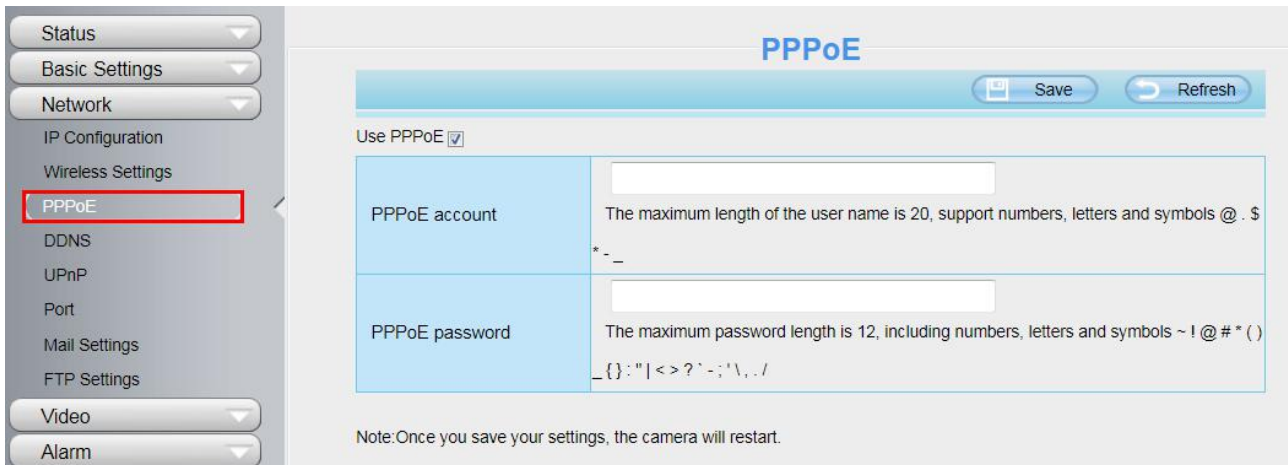 Status
Basic Settings
Network
IP Configuration
Wireless Settings
PPPoE
DDNS
UPnP
Port
Mail Settings
FTP Settings
Video
Alarm
PPPoE
Save
Refresh
Use PPPoE
PPPoE account
The maximum length of the user name is 20, support numbers, letters and symbols @ . $
* - _
PPPoE password
The maximum password length is 12, including numbers, letters and symbols ~ ! @ # * ( )
_ { } : " | < > ? ` - ; ' \ , . /
Note:Once you save your settings, the camera will restart.